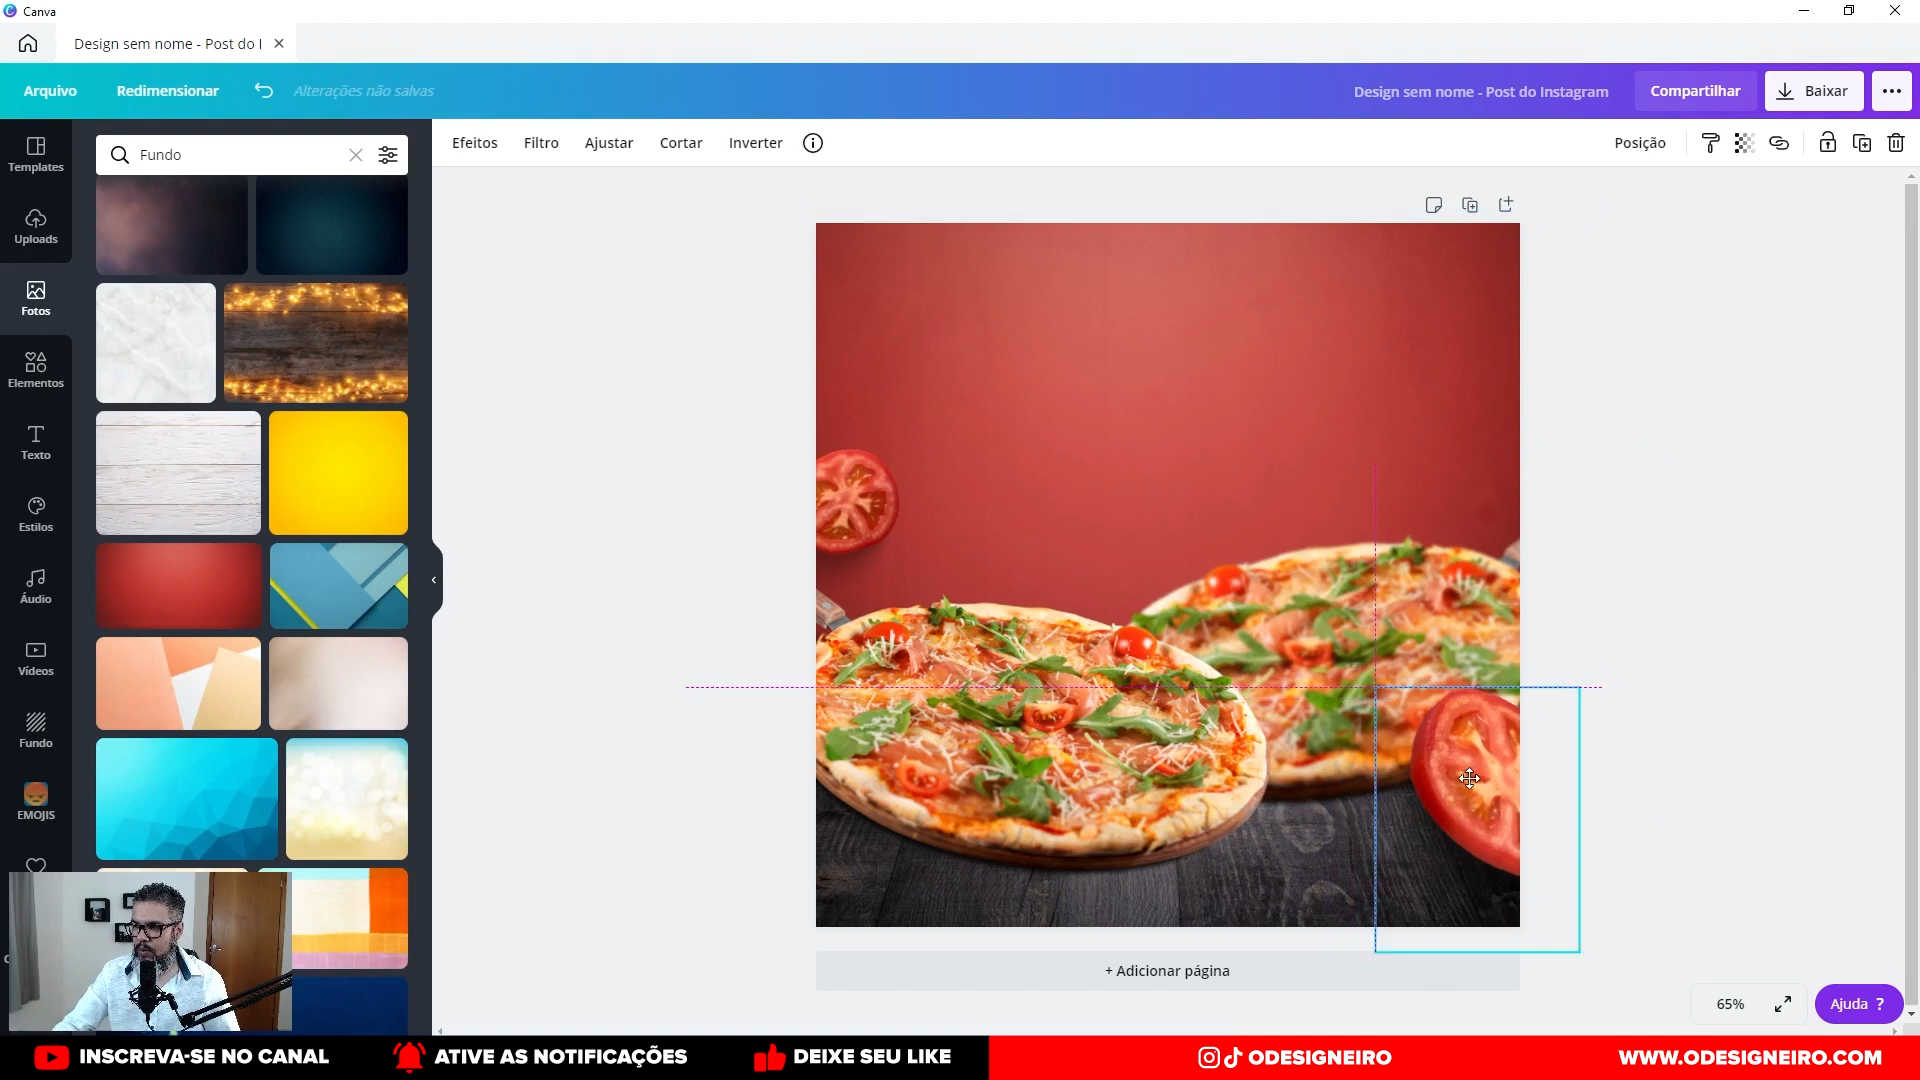 Canva
Design sem nome - Post do I
Arquivo
Redimensionar
Alterações não salvas
Design sem nome - Post do Instagram
Compartilhar
Baixar
Templates
Uploads
Fotos
Elementos
Texto
Estilos
Áudio
Vídeos
Fundo
EMOJIS
Fundo
Efeitos
Filtro
Ajustar
Cortar
Inverter
Posição
+ Adicionar página
65%
Ajuda ?
INSCREVA-SE NO CANAL
ATIVE AS NOTIFICAÇÕES
DEIXE SEU LIKE
ODESIGNEIRO
WWW.ODESIGNEIRO.COM